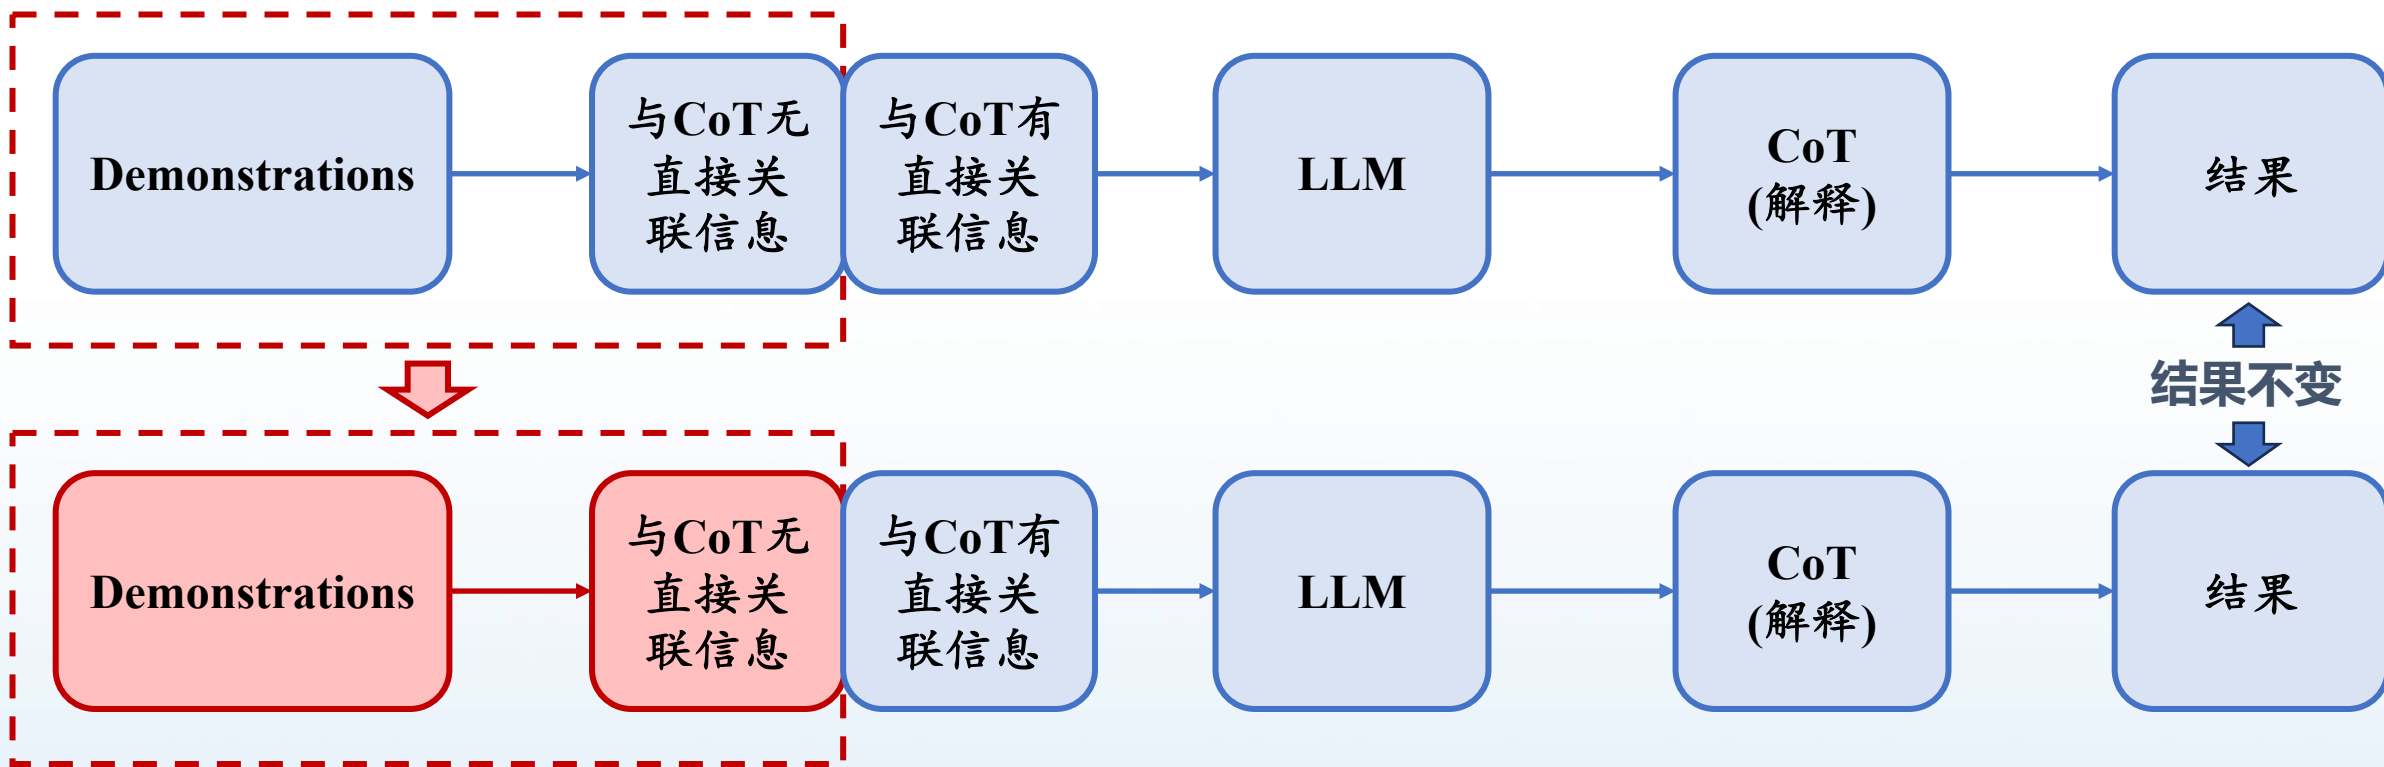 Demonstrations
与CoT无
直接关
联信息
与CoT有
直接关
联信息
LLM
CoT
(解释)
结果
结果不变
Demonstrations
与CoT无
直接关
联信息
与CoT有
直接关
联信息
LLM
CoT
(解释)
结果